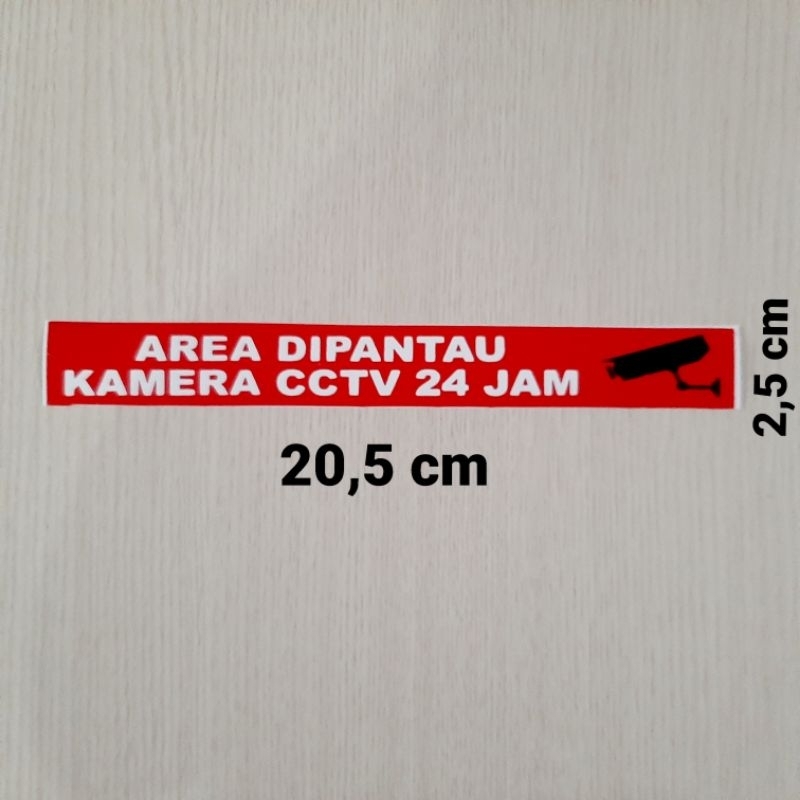 AREA DIPANTAU
KAMERA CCTV 24 JAM
2,5 cm
20,5 cm